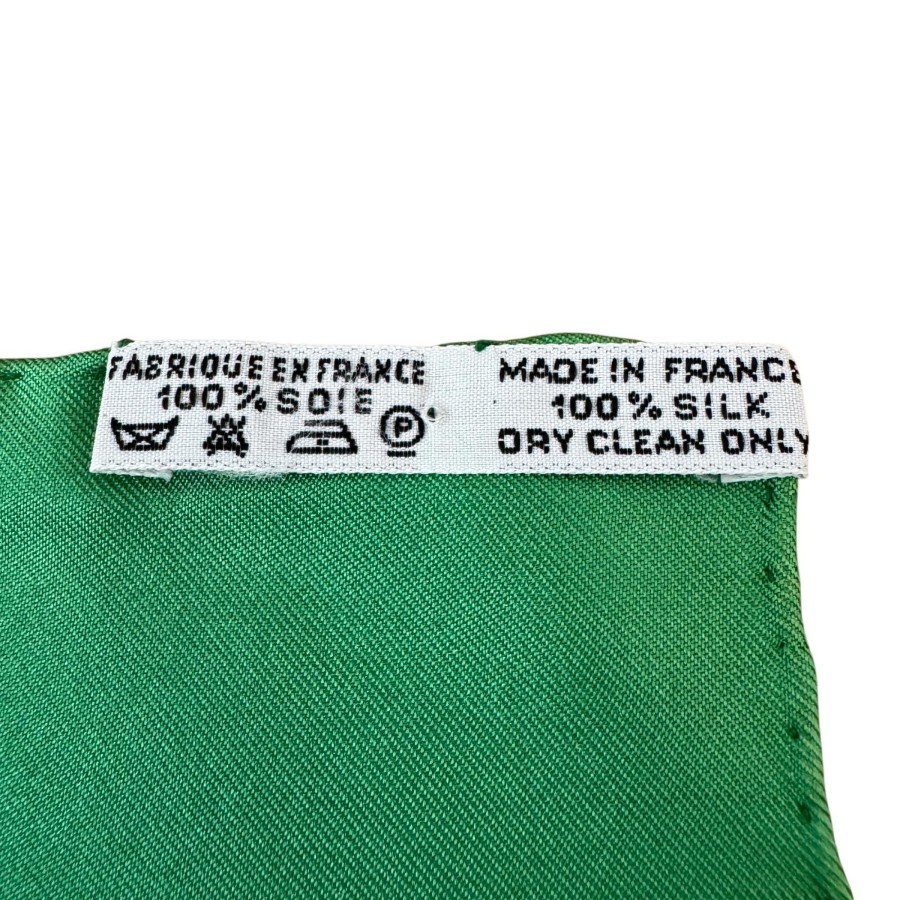 FABRIQUE EN FRANCE
100% SOIE
P
MADE IN FRANCE
100% SILK
DRY CLEAN ONLY